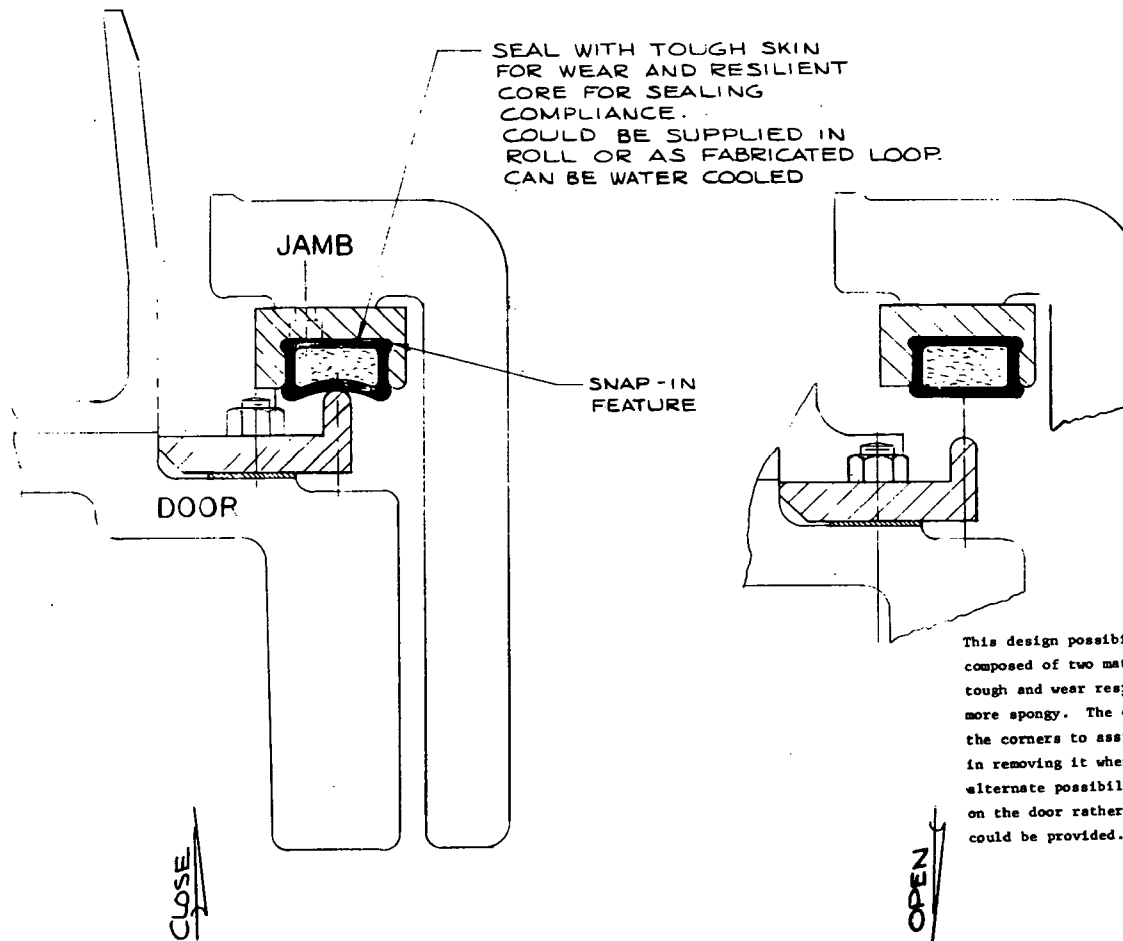 SEAL WITH TOUGH SKIN
FOR WEAR AND RESILIENT
CORE FOR SEALING
COMPLIANCE.
COULD BE SUPPLIED IN
ROLL OR AS FABRICATED LOOP.
CAN BE WATER COOLED
JAMB
SNAP-IN
FEATURE
DOOR
CLOSE
OPEN
This design possibi
composed of two mat
tough and wear res
more spongy. The
the corners to ass
in removing it whe
alternate possibil
on the door rather
could be provided.